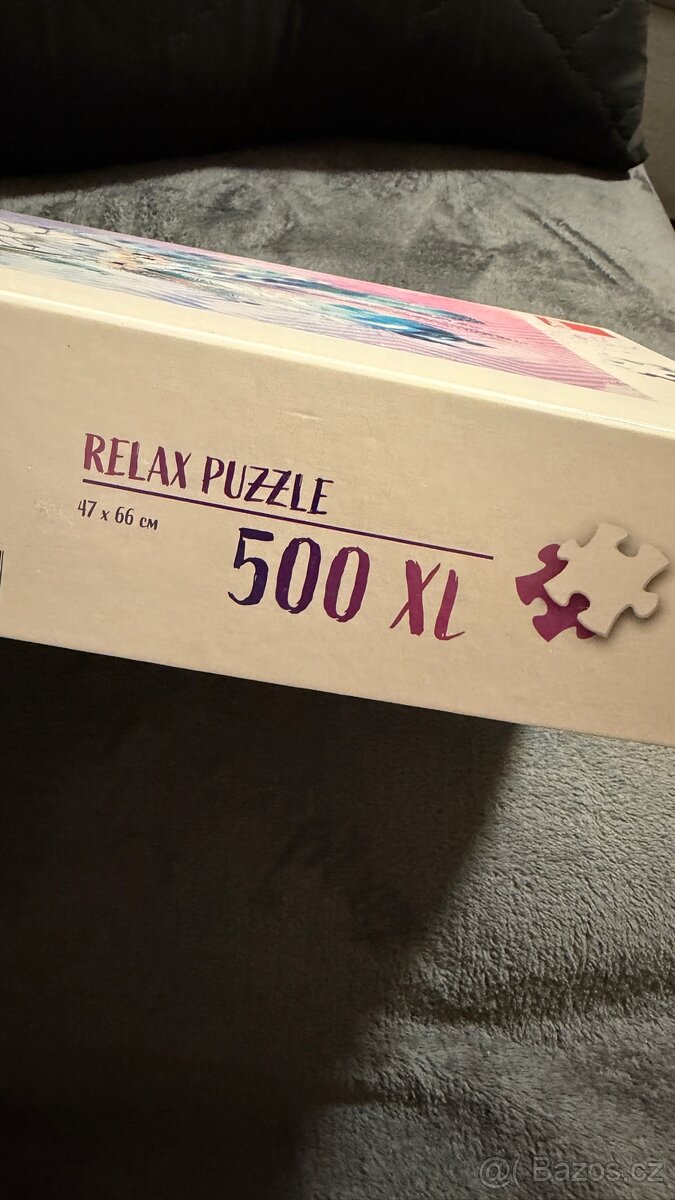 RELAX PUZZLE
47 x 66 CM
500 XL
@( Bazos.cz